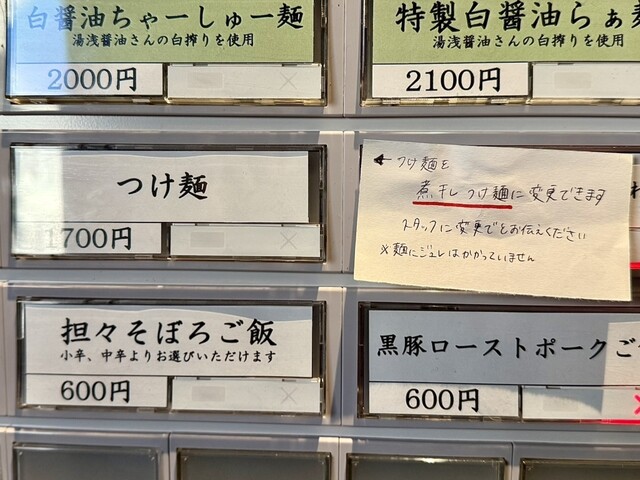 白醤油ちゃーしゅー麺
湯浅醤油さんの白搾りを使用
2000円
特製白醤油らぁ麺
湯浅醤油さんの白搾りを使用
2100円
つけ麺
1700円
←つけ麺を
煮干しつけ麺に変更できます
スタッフに変更でとお伝えください
※麺にジュレはかかっていません
担々そぼろご飯
小辛、中辛よりお選びいただけます
600円
黒豚ローストポークご
600円